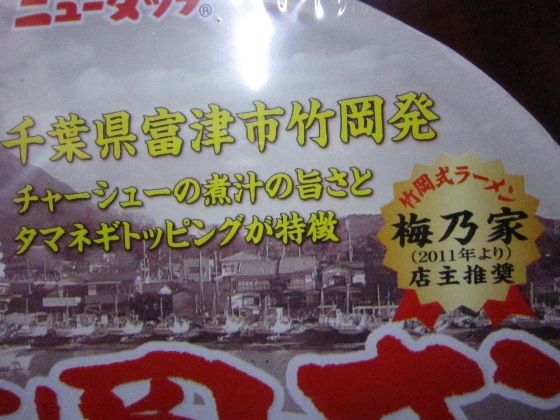 ニュータッチ®
千葉県富津市竹岡発
チャーシューの煮汁の旨さと
タマネギトッピングが特徴
竹岡式ラーメン
梅乃家
(2011年より)
店主推奨